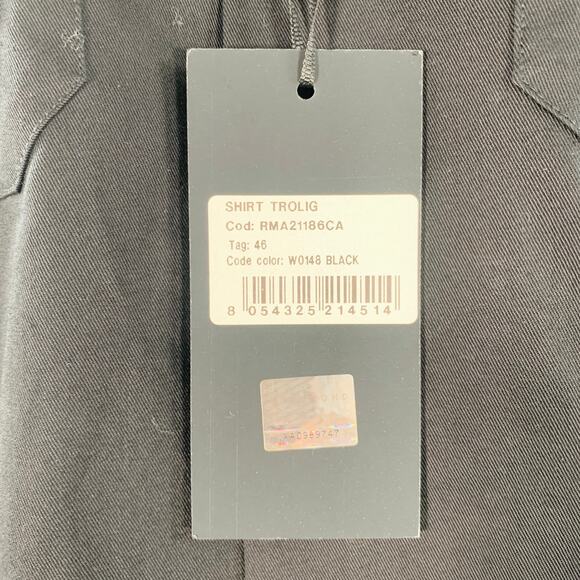 SHIRT TROLIG
Cod: RMA21186CA
Tag: 46
Code color: W0148 BLACK
8 054325 214514